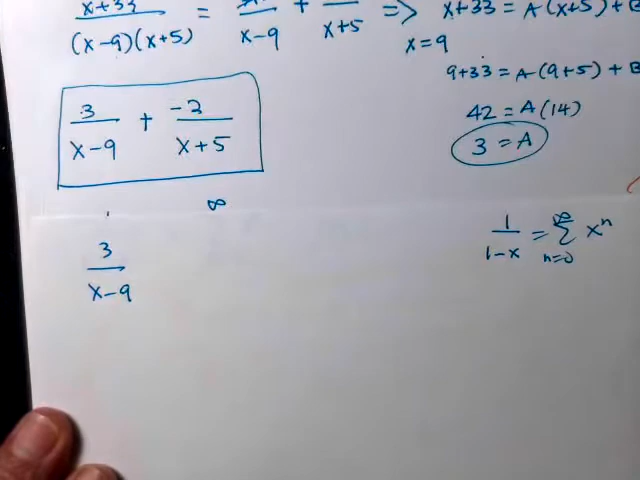 x+33 / (x-9)(x+5) = / x-9 + / x+5 => x+33 = A(x+5) +
x=9
9+33 = A(9+5) +
3/(x-9) + -2/(x+5)
42 = A(14)
3 = A
∞
1/(1-x) = ∞ Σ n=0 x^n
3/(x-9)